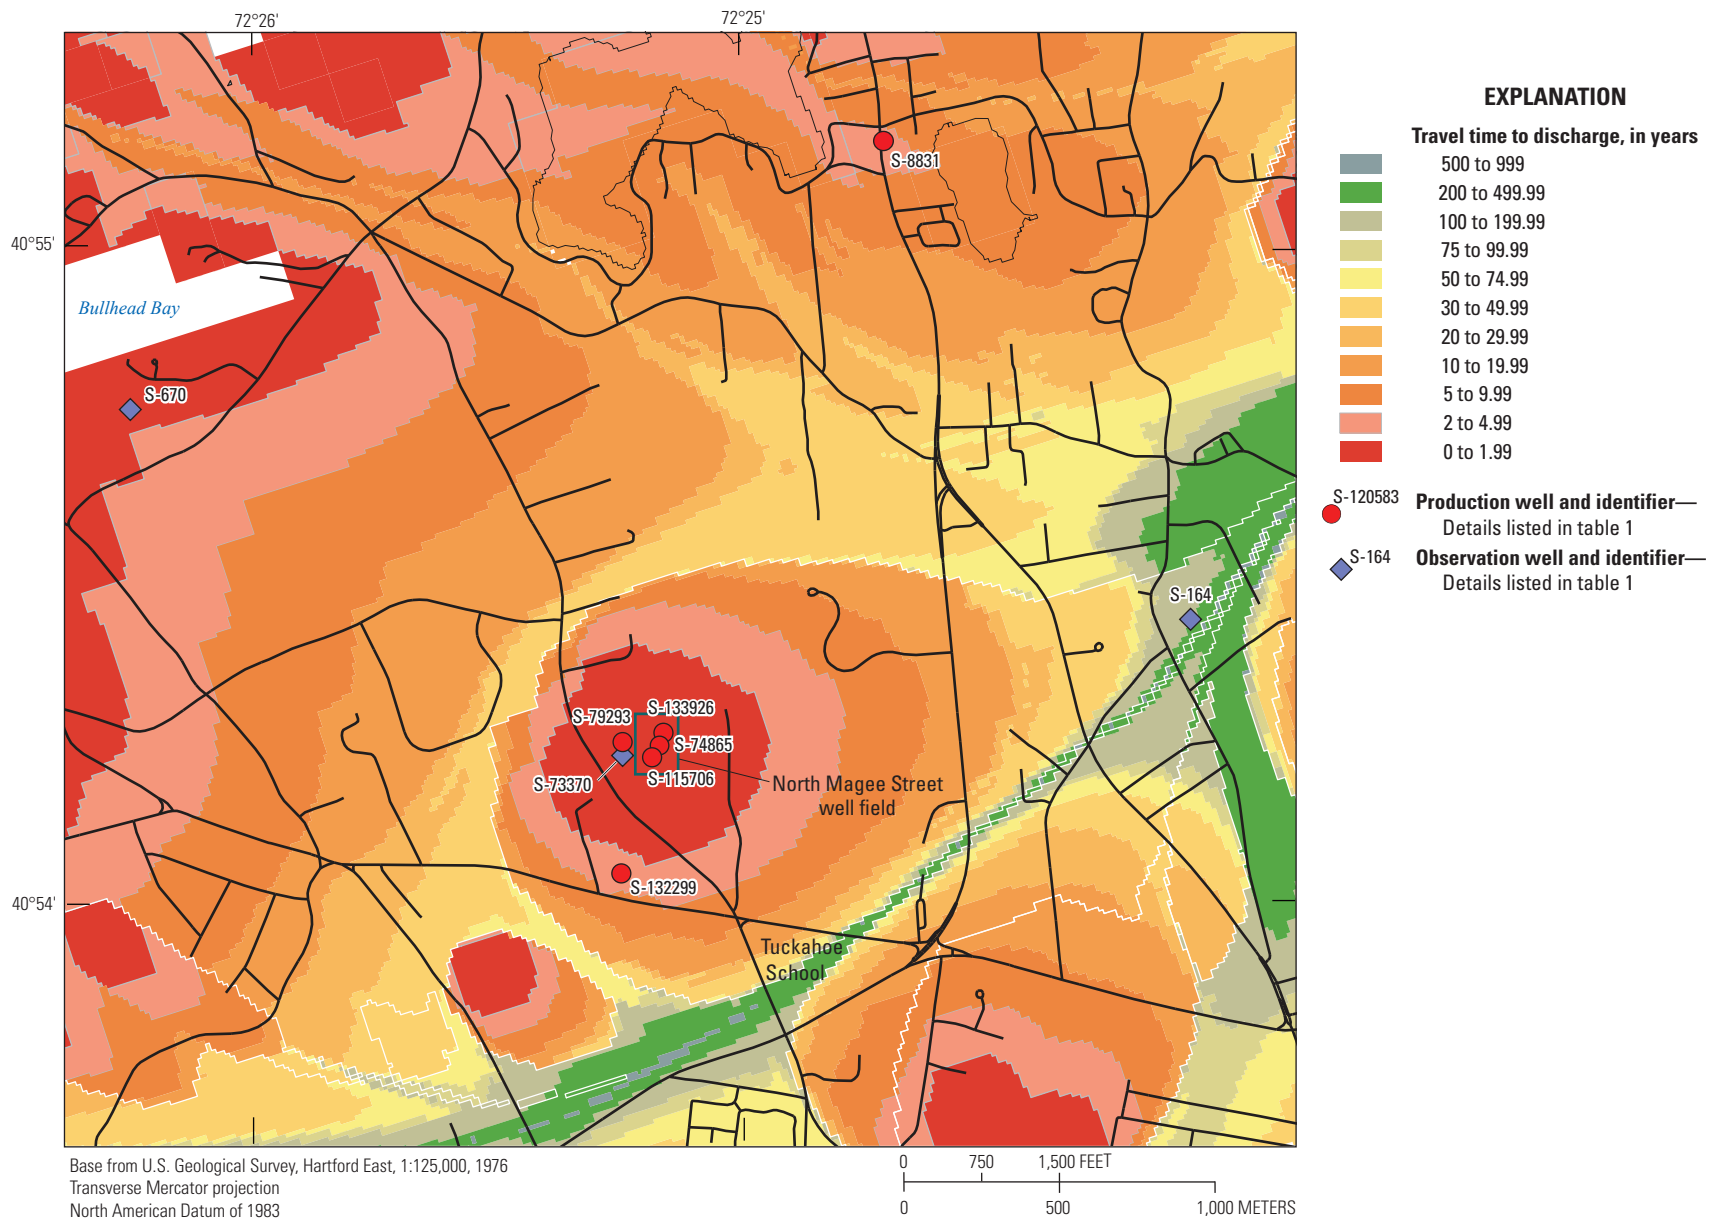 72°26'
72°25'
40°55'
40°54'
Bullhead Bay
S-670
S-8831
S-164
S-79293
S-133926
S-74865
S-73370
S-115706
North Magee Street
well field
S-132299
Tuckahoe
School
EXPLANATION
Travel time to discharge, in years
500 to 999
200 to 499.99
100 to 199.99
75 to 99.99
50 to 74.99
30 to 49.99
20 to 29.99
10 to 19.99
5 to 9.99
2 to 4.99
0 to 1.99
S-120583
Production well and identifier—
Details listed in table 1
S-164
Observation well and identifier—
Details listed in table 1
Base from U.S. Geological Survey, Hartford East, 1:125,000, 1976
Transverse Mercator projection
North American Datum of 1983
0 750 1,500 FEET
0 500 1,000 METERS